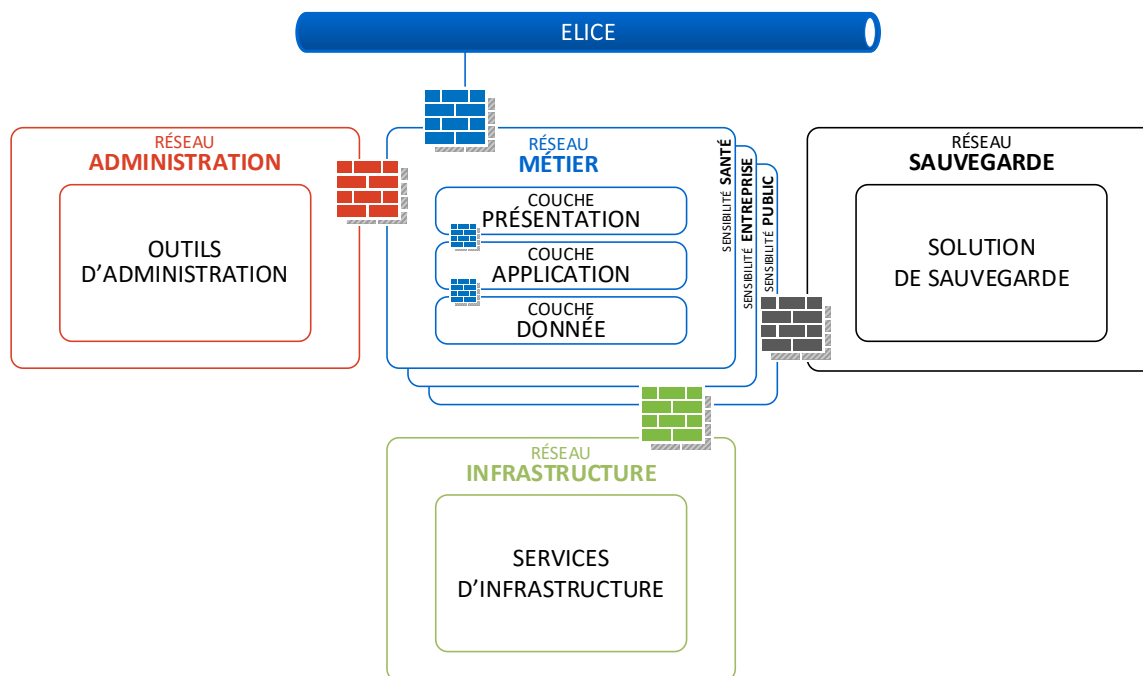 ELICE
RÉSEAU
ADMINISTRATION
OUTILS
D'ADMINISTRATION
RÉSEAU
MÉTIER
COUCHE
PRÉSENTATION
COUCHE
APPLICATION
COUCHE
DONNÉE
SENSIBILITÉ SANTÉ
SENSIBILITÉ ENTREPRISE
SENSIBILITÉ PUBLIC
RÉSEAU
SAUVEGARDE
SOLUTION
DE SAUVEGARDE
RÉSEAU
INFRASTRUCTURE
SERVICES
D'INFRASTRUCTURE